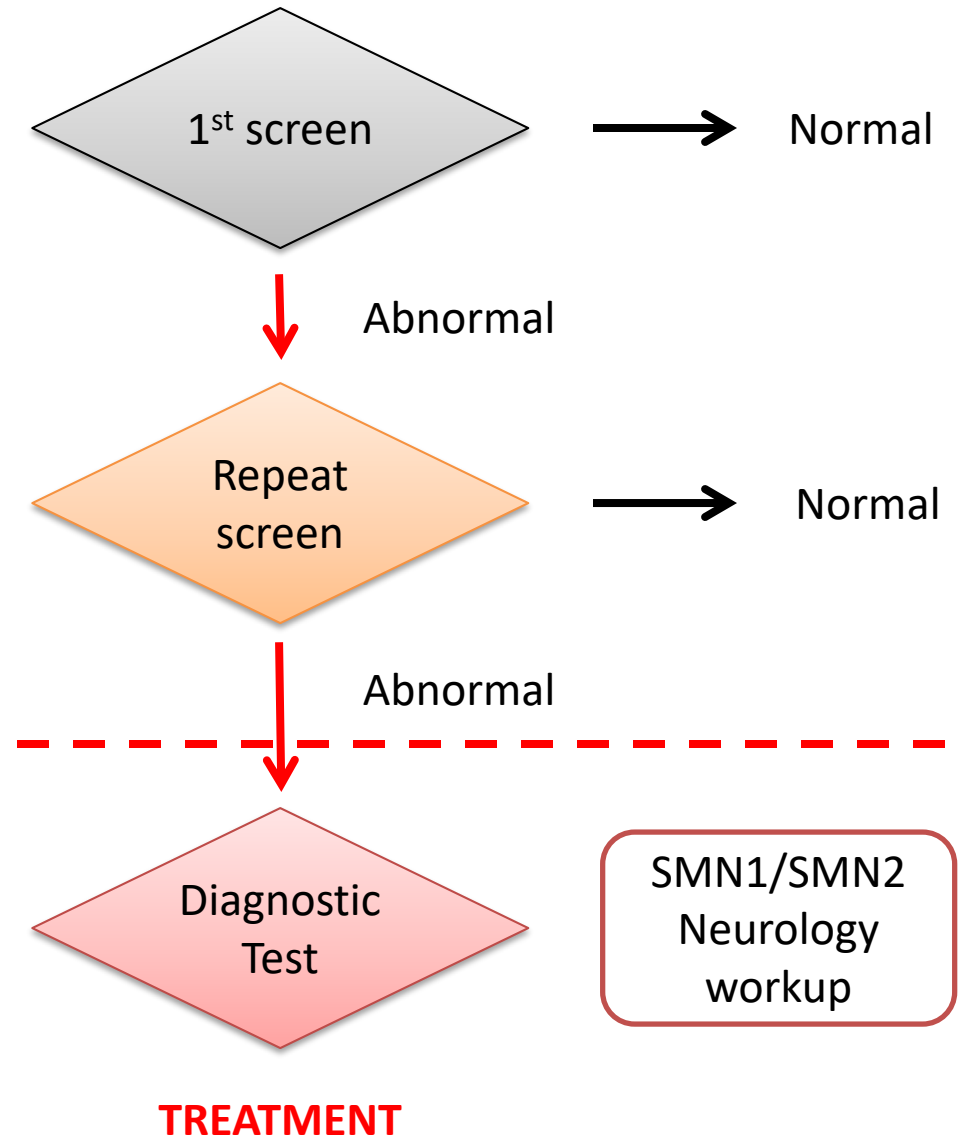 1st screen
Normal
Abnormal
Repeat
screen
Normal
Abnormal
Diagnostic
Test
SMN1/SMN2
Neurology
workup
TREATMENT